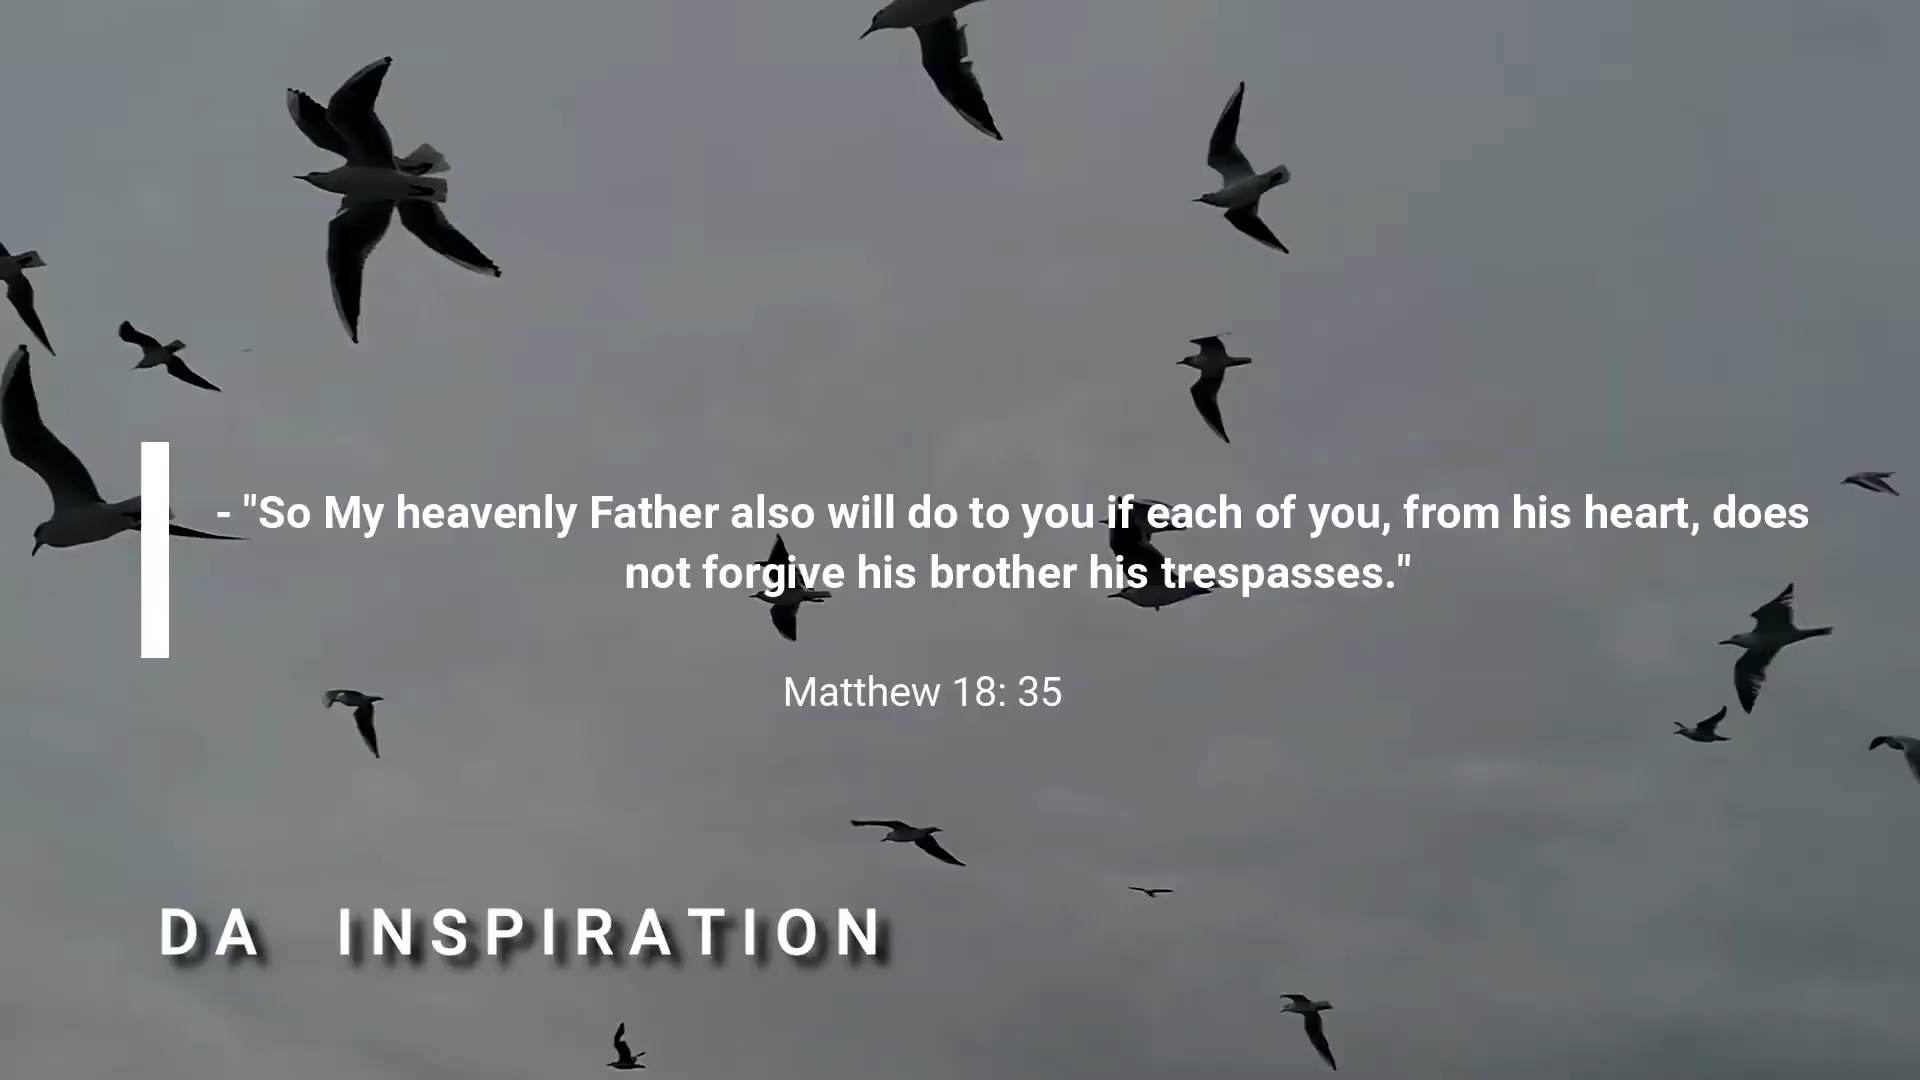 - "So My heavenly Father also will do to you if each of you, from his heart, does
not forgive his brother his trespasses."
Matthew 18: 35
DA INSPIRATION